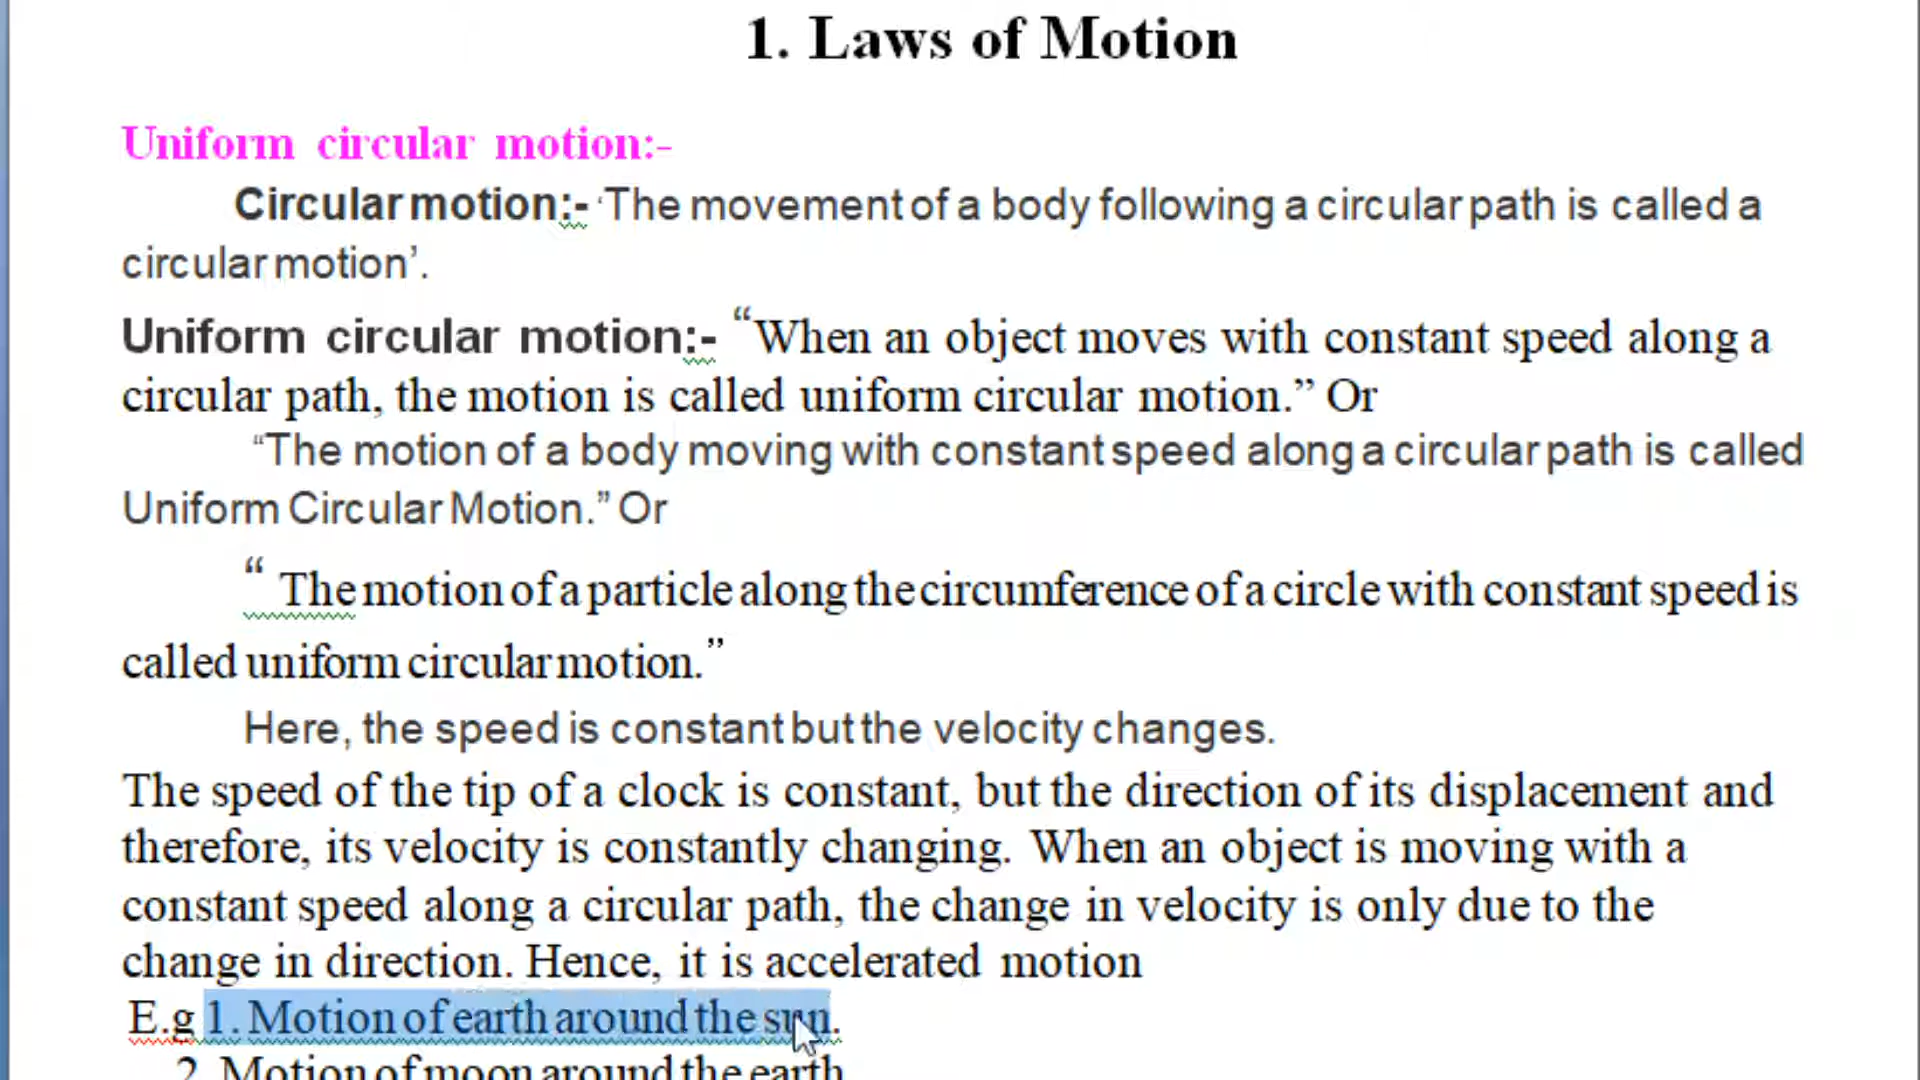 1. Laws of Motion
Uniform circular motion:-
Circular motion:- ‘The movement of a body following a circular path is called a
circular motion’.
Uniform circular motion:- “When an object moves with constant speed along a
circular path, the motion is called uniform circular motion.” Or
“The motion of a body moving with constant speed along a circular path is called
Uniform Circular Motion.” Or
“ The motion of a particle along the circumference of a circle with constant speed is
called uniform circular motion.”
Here, the speed is constant but the velocity changes.
The speed of the tip of a clock is constant, but the direction of its displacement and
therefore, its velocity is constantly changing. When an object is moving with a
constant speed along a circular path, the change in velocity is only due to the
change in direction. Hence, it is accelerated motion
E.g 1. Motion of earth around the sun.
2. Motion of moon around the earth